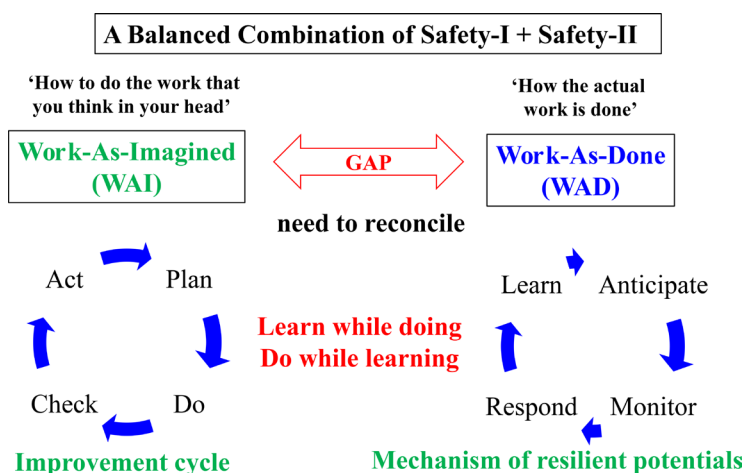 A Balanced Combination of Safety-I + Safety-II
‘How to do the work that
you think in your head’
‘How the actual
work is done’
Work-As-Imagined
(WAI)
GAP
Work-As-Done
(WAD)
need to reconcile
Act
Plan
Learn
Anticipate
Learn while doing
Do while learning
Check
Do
Respond
Monitor
Improvement cycle
Mechanism of resilient potentials